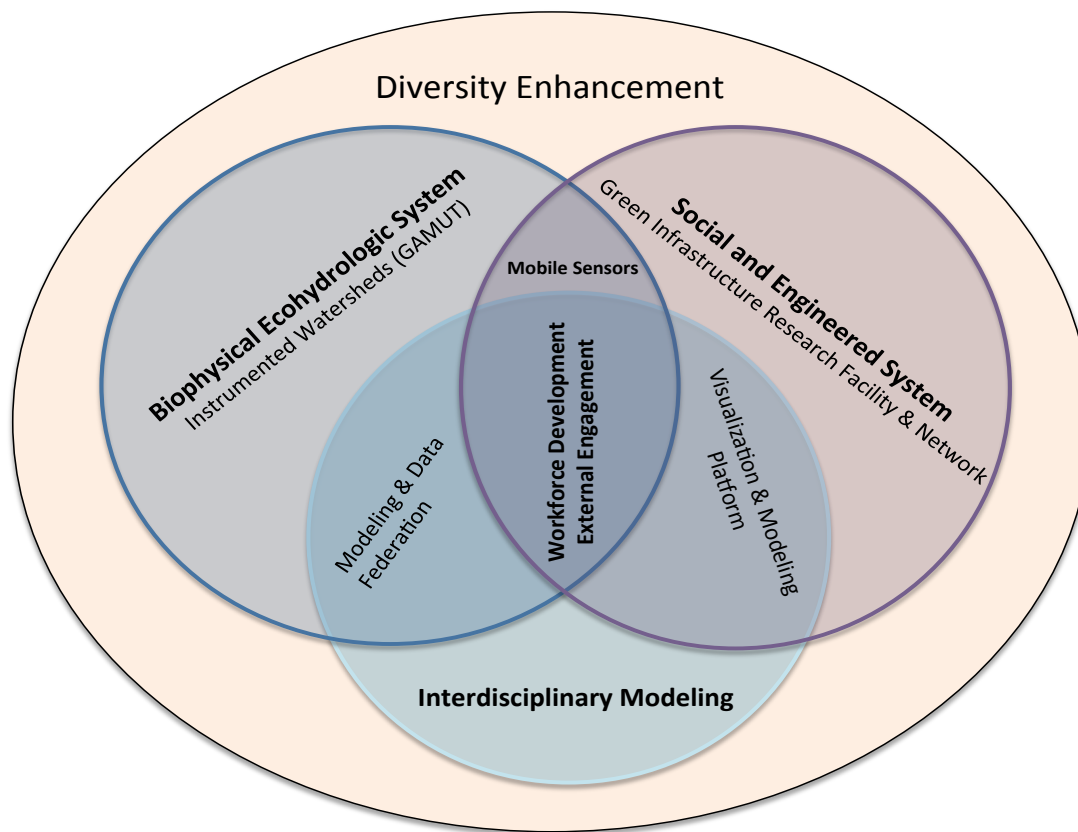 Diversity Enhancement
Biophysical Ecohydrologic System
Instrumented Watersheds (GAMUT)
Social and Engineered System
Green Infrastructure Research Facility & Network
Mobile Sensors
Workforce Development
External Engagement
Modeling & Data
Federation
Visualization & Modeling
Platform
Interdisciplinary Modeling